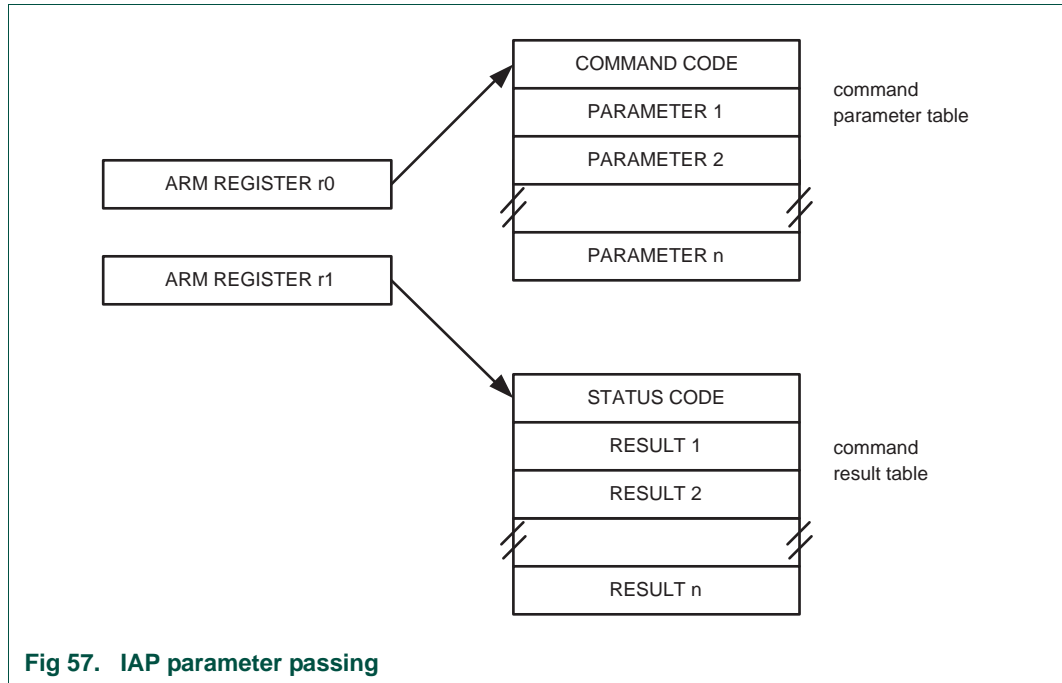 COMMAND CODE
command
parameter table
PARAMETER 1
PARAMETER 2
PARAMETER n
ARM REGISTER r0
ARM REGISTER r1
STATUS CODE
RESULT 1
command
result table
RESULT 2
RESULT n
Fig 57. IAP parameter passing